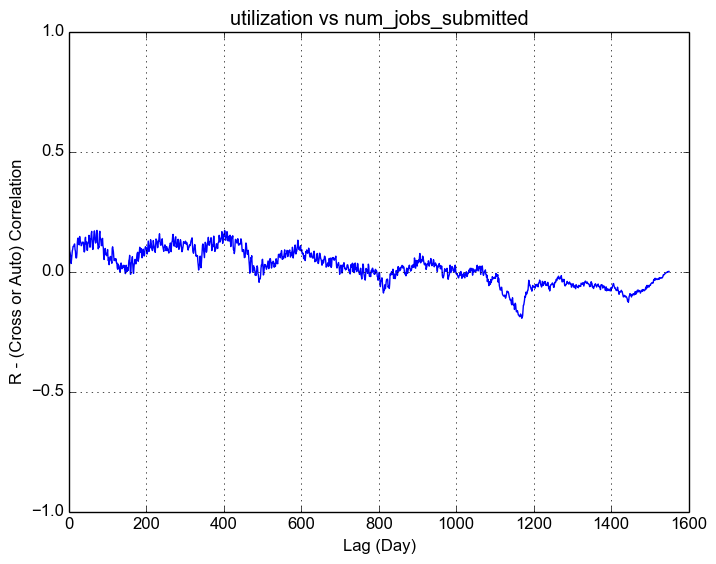 utilization vs num_jobs_submitted
1.0
0.5
0.0
−0.5
−1.0
R - (Cross or Auto) Correlation
0 200 400 600 800 1000 1200 1400 1600
Lag (Day)